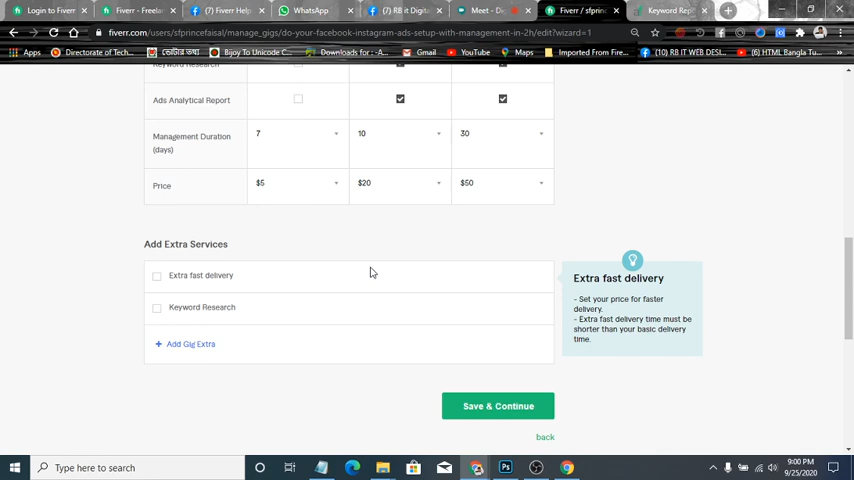 Login to Fiverr
Fiverr - Freelan
(7) Fiverr Help
WhatsApp
(7) RB it Digita
Meet -
Fiverr / sfprinc
Keyword Rep
fiverr.com/users/sfprincefaisal/manage_gigs/do-your-facebook-instagram-ads-setup-with-management-in-2h/edit?wizard=1
Apps
Directorate of Tech...
ভোটার তথ্য
Bijoy To Unicode C...
Downloads for : -A...
Gmail
YouTube
Maps
Imported From Fire...
(10) RB IT WEB DESI...
(6) HTML Bangla Tu...
Keyword Research
Ads Analytical Report
Management Duration
(days)
7
10
30
Price
$5
$20
$50
Add Extra Services
Extra fast delivery
Keyword Research
+ Add Gig Extra
Extra fast delivery
- Set your price for faster
delivery.
- Extra fast delivery time must be
shorter than your basic delivery
time.
Save & Continue
back
Type here to search
9:00 PM
9/25/2020